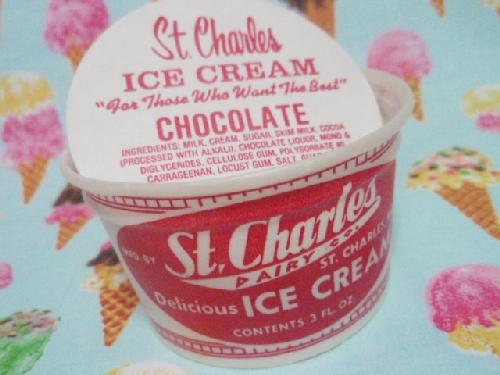 St. Charles
ICE CREAM
"For Those Who Want The Best"
CHOCOLATE
INGREDIENTS: MILK, CREAM, SUGAR, SKIM MILK, COCOA
(PROCESSED WITH ALKALI), CHOCOLATE LIQUOR, MONO &
DIGLYCERIDES, CELLULOSE GUM, POLYSORBATE 80,
CARRAGEENAN, LOCUST GUM, SALT,
BY
St. Charles
DAIRY CO.
ST. CHARLES
Delicious ICE CREAM
CONTENTS 3 FL. OZ.